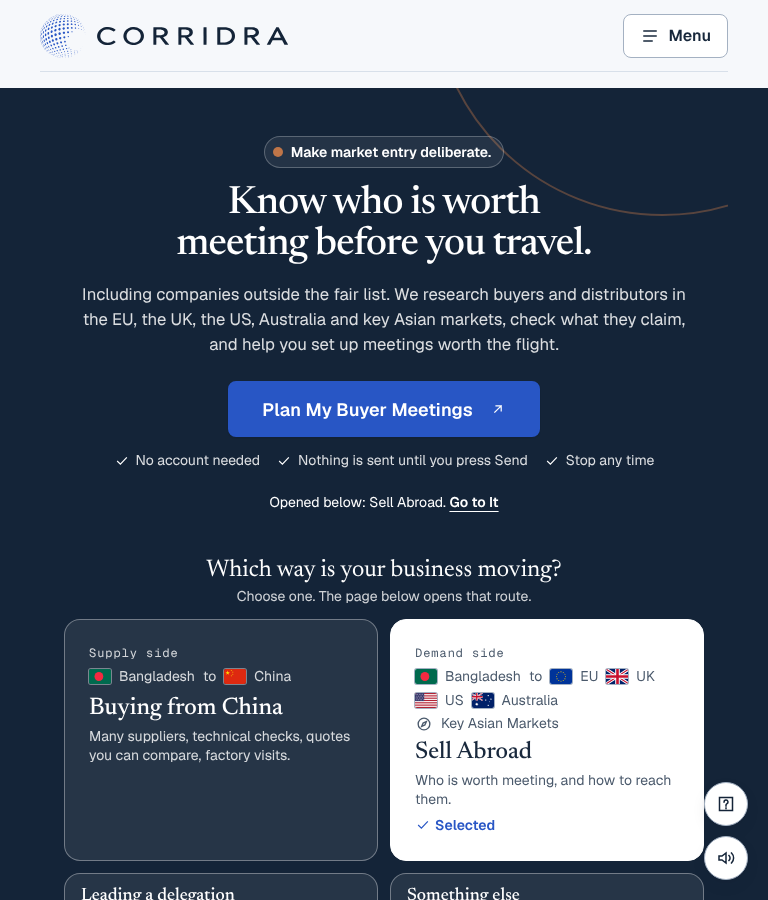 CORRIDRA
Menu
Make market entry deliberate.
Know who is worth
meeting before you travel.
Including companies outside the fair list. We research buyers and distributors in
the EU, the UK, the US, Australia and key Asian markets, check what they claim,
and help you set up meetings worth the flight.
Plan My Buyer Meetings
No account needed
Nothing is sent until you press Send
Stop any time
Opened below: Sell Abroad. Go to It
Which way is your business moving?
Choose one. The page below opens that route.
Supply side
Bangladesh to China
Buying from China
Many suppliers, technical checks, quotes
you can compare, factory visits.
Demand side
Bangladesh to EU UK
US Australia
Key Asian Markets
Sell Abroad
Who is worth meeting, and how to reach
them.
Selected
Leading a delegation
Something else